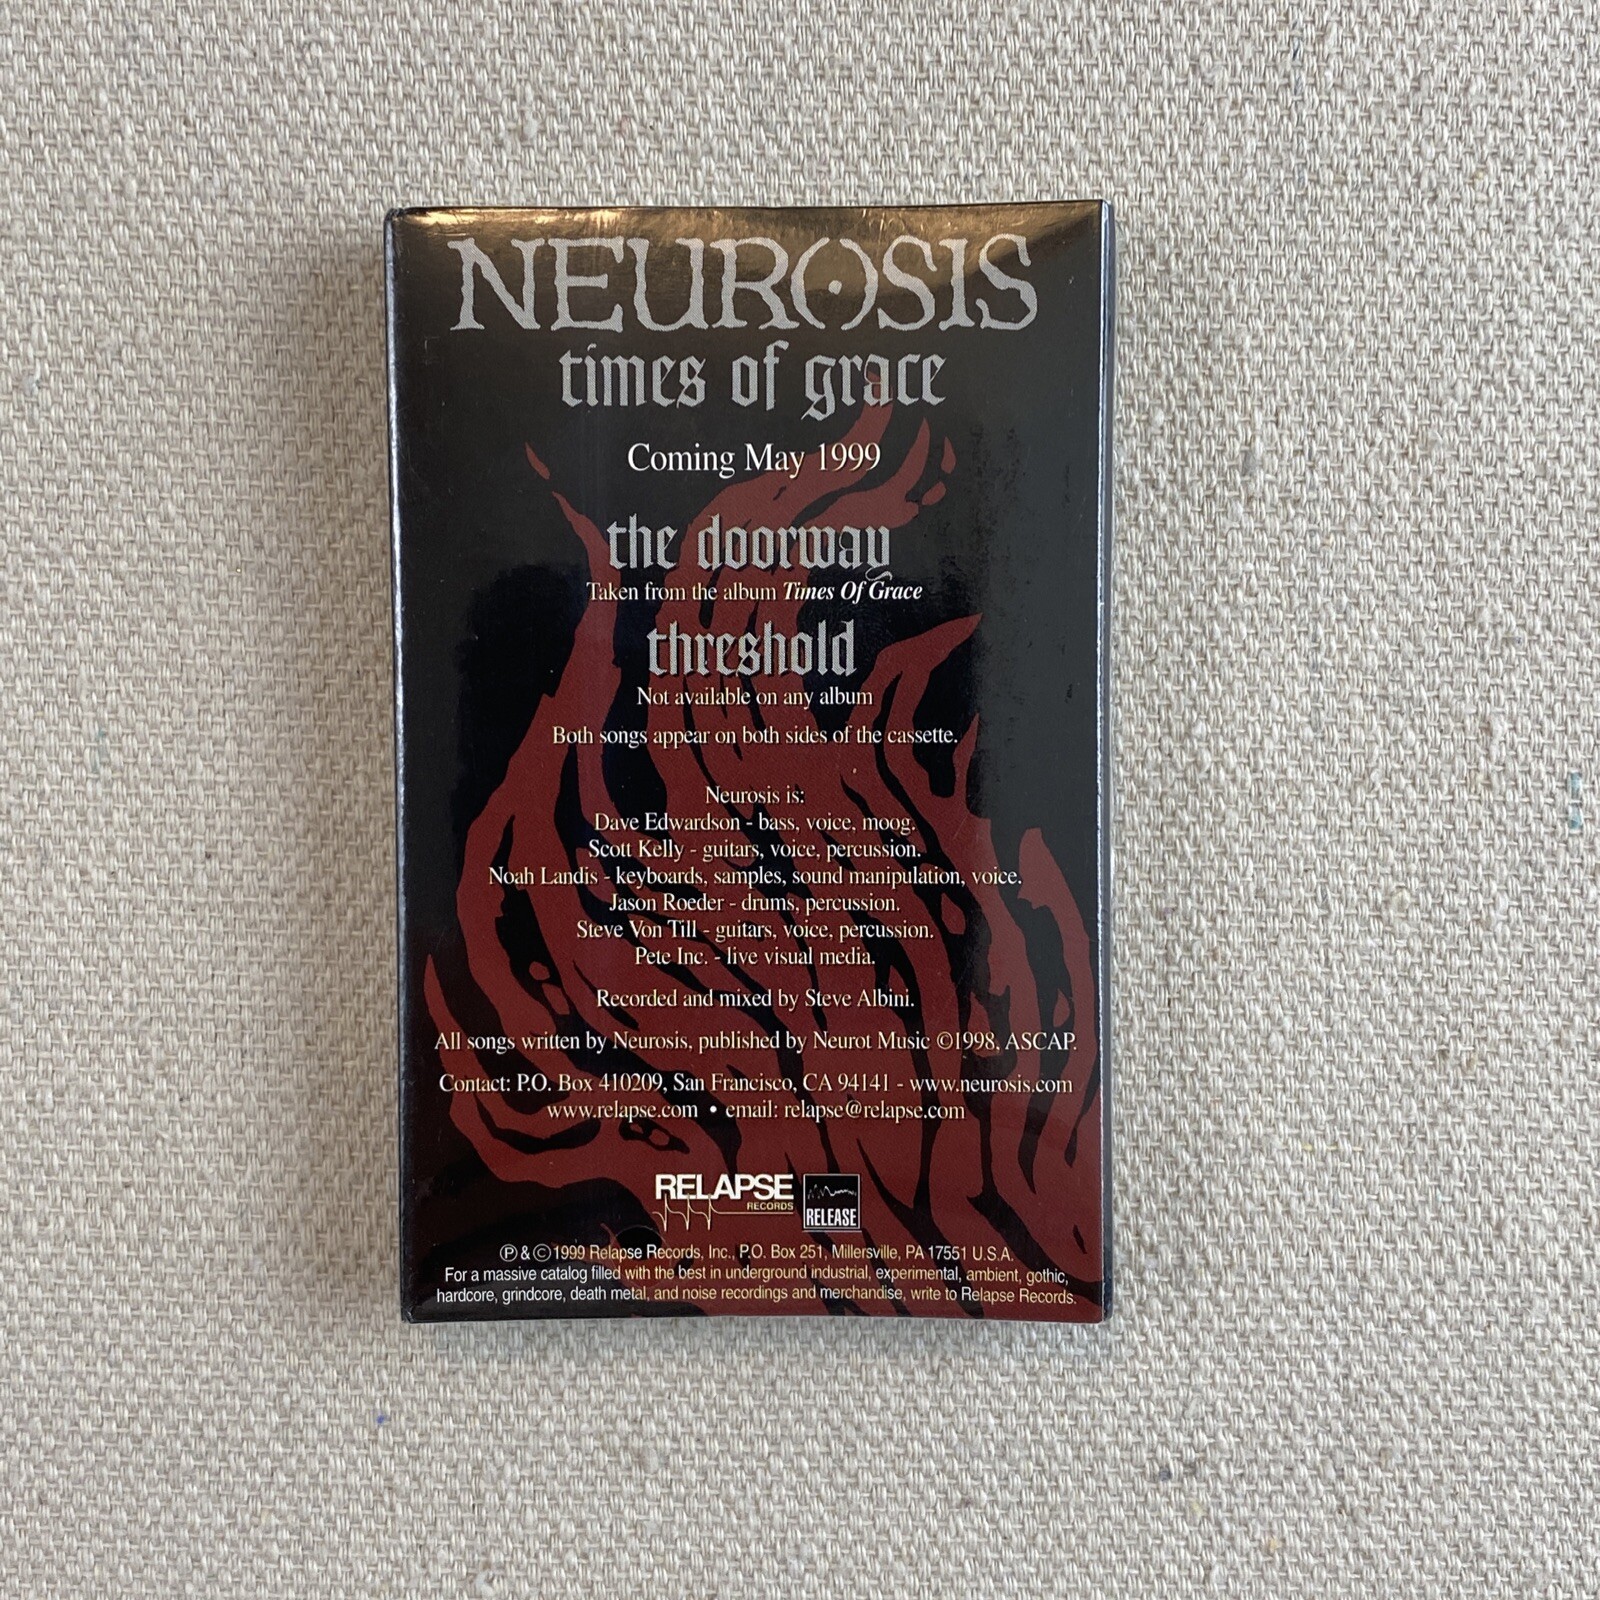 NEUROSIS
times of grace
Coming May 1999
the doorway
Taken from the album Times Of Grace
threshold
Not available on any album
Both songs appear on both sides of the cassette.
Neurosis is:
Dave Edwardson - bass, voice, moog.
Scott Kelly - guitars, voice, percussion.
Noah Landis - keyboards, samples, sound manipulation, voice.
Jason Roeder - drums, percussion.
Steve Von Till - guitars, voice, percussion.
Pete Inc. - live visual media.
Recorded and mixed by Steve Albini.
All songs written by Neurosis, published by Neurot Music ©1998, ASCAP.
Contact: P.O. Box 410209, San Francisco, CA 94141 - www.neurosis.com
www.relapse.com • email: relapse@relapse.com
RELAPSE
RECORDS
RELEASE
℗ & © 1999 Relapse Records, Inc., P.O. Box 251, Millersville, PA 17551 U.S.A.
For a massive catalog filled with the best in underground industrial, experimental, ambient, gothic,
hardcore, grindcore, death metal, and noise recordings and merchandise, write to Relapse Records.